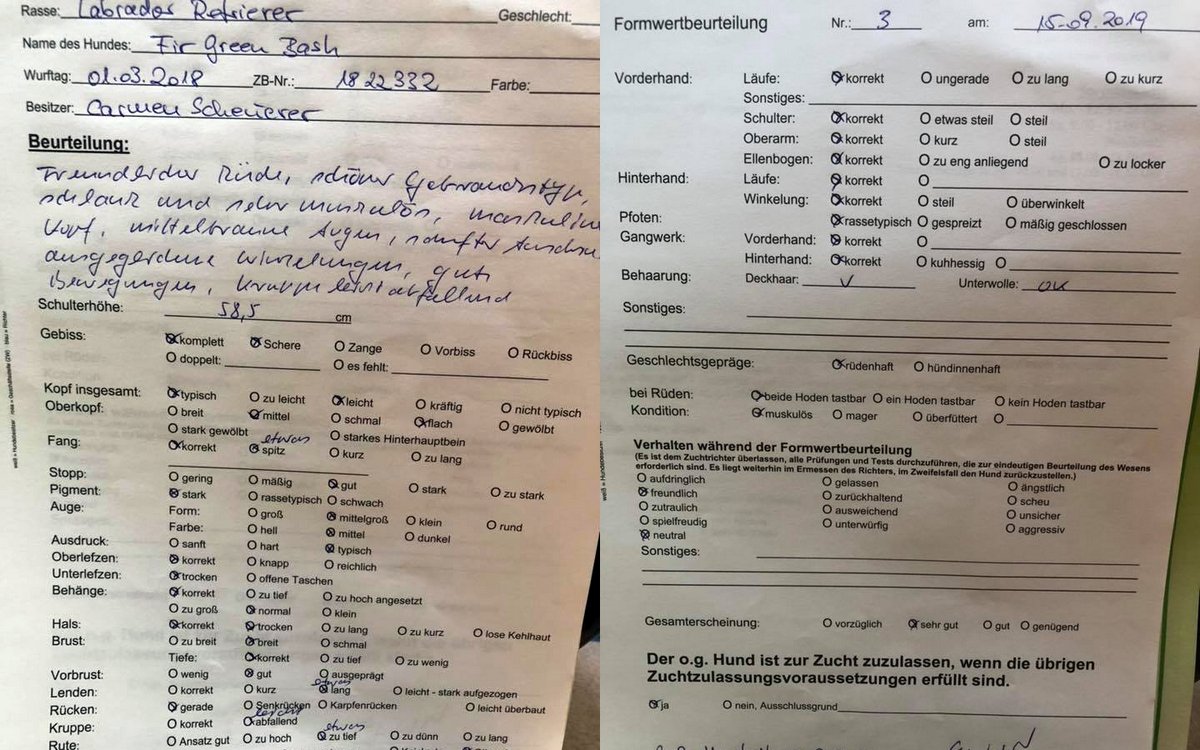 Rasse: Labrador Retriever Geschlecht:
Name des Hundes: Fir Green Bash
Wurftag: 01.03.2018 ZB-Nr.: 1822332 Farbe:
Besitzer: Carmen Scheuerer
Beurteilung:
Rüde, schöner Gebrauchstyp,
schlank und sehr muskulös,
Kopf, mittelbraune Augen, sanfter
Winkelungen, gute
Bewegungen, Kruppe leicht abfallend
Schulterhöhe: 58,5 cm
Gebiss: komplett Schere Zange Vorbiss Rückbiss
doppelt: es fehlt:
Kopf insgesamt: typisch zu leicht leicht kräftig nicht typisch
Oberkopf: breit mittel schmal flach gewölbt
stark gewölbt starkes Hinterhauptbein
Fang: korrekt etwas spitz kurz zu lang
Stopp: gering mäßig gut stark zu stark
Pigment: stark rassetypisch schwach
Auge: Form: groß mittelgroß klein rund
Farbe: hell mittel dunkel
Ausdruck: sanft hart typisch
Oberlefzen: korrekt knapp reichlich
Unterlefzen: trocken offene Taschen
Behänge: korrekt zu tief zu hoch angesetzt
zu groß normal klein
Hals: korrekt trocken zu lang zu kurz lose Kehlhaut
Brust: zu breit breit schmal
Tiefe: korrekt zu tief zu wenig
Vorbrust: wenig gut ausgeprägt
Lenden: korrekt kurz etwas lang leicht - stark aufgezogen
Rücken: gerade Senkrücken Karpfenrücken leicht überbaut
Kruppe: korrekt leicht abfallend
Rute: Ansatz gut zu hoch etwas zu tief zu dünn zu lang
Formwertbeurteilung Nr.: 3 am: 15.09.2019
Vorderhand: Läufe: korrekt ungerade zu lang zu kurz
Sonstiges:
Schulter: korrekt etwas steil steil
Oberarm: korrekt kurz steil
Ellenbogen: korrekt zu eng anliegend zu locker
Hinterhand: Läufe: korrekt
Winkelung: korrekt steil überwinkelt
Pfoten: rassetypisch gespreizt mäßig geschlossen
Gangwerk: Vorderhand: korrekt
Hinterhand: korrekt kuhhessig
Behaarung: Deckhaar: V Unterwolle: OK
Sonstiges:
Geschlechtsgepräge: rüdenhaft hündinnenhaft
bei Rüden: beide Hoden tastbar ein Hoden tastbar kein Hoden tastbar
Kondition: muskulös mager überfüttert
Verhalten während der Formwertbeurteilung
(Es ist dem Zuchtrichter überlassen, alle Prüfungen und Tests durchzuführen, die zur eindeutigen Beurteilung des Wesens
erforderlich sind. Es liegt weiterhin im Ermessen des Richters, im Zweifelsfall den Hund zurückzustellen.)
aufdringlich gelassen ängstlich
freundlich zurückhaltend scheu
zutraulich ausweichend unsicher
spielfreudig unterwürfig aggressiv
neutral
Sonstiges:
Gesamterscheinung: vorzüglich sehr gut gut genügend
Der o.g. Hund ist zur Zucht zuzulassen, wenn die übrigen
Zuchtzulassungsvoraussetzungen erfüllt sind.
ja nein, Ausschlussgrund